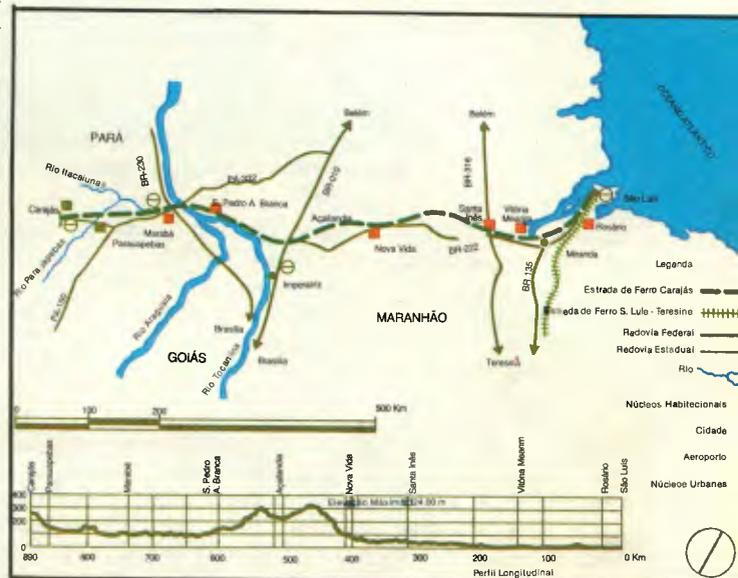 OCEANO ATLÂNTICO
Belém
Belém
PARÁ
BR-230
PA-332
BR-010
BR-316
Rio Itacaiunas
São Luís
Carajás
S. Pedro A. Branca
Açailandia
Santa
Inês
Vitória
Mearim
Rosário
Marabá
Parauapebas
Nova Vida
BR-222
Miranda
BR 135
Rio Parauapebas
PA-150
Imperatriz
Rio Araguaia
Brasília
MARANHÃO
GOIÁS
Rio Tocantins
Brasília
Teresina
Legenda
Estrada de Ferro Carajás
Estrada de Ferro S. Luís - Teresina
Rodovia Federal
Rodovia Estadual
Rio
Núcleos Habitacionais
Cidade
Aeroporto
Núcleos Urbanos
0 100 200 500 Km
Carajás
Parauapebas
Marabá
S. Pedro
A. Branca
Açailandia
Nova Vida
Santa Inês
Vitória Mearim
Rosário
São Luís
Elevação Máxima
400
300
200
0
890 800 700 600 500 400 300 200 100 0 Km
Perfil Longitudinal